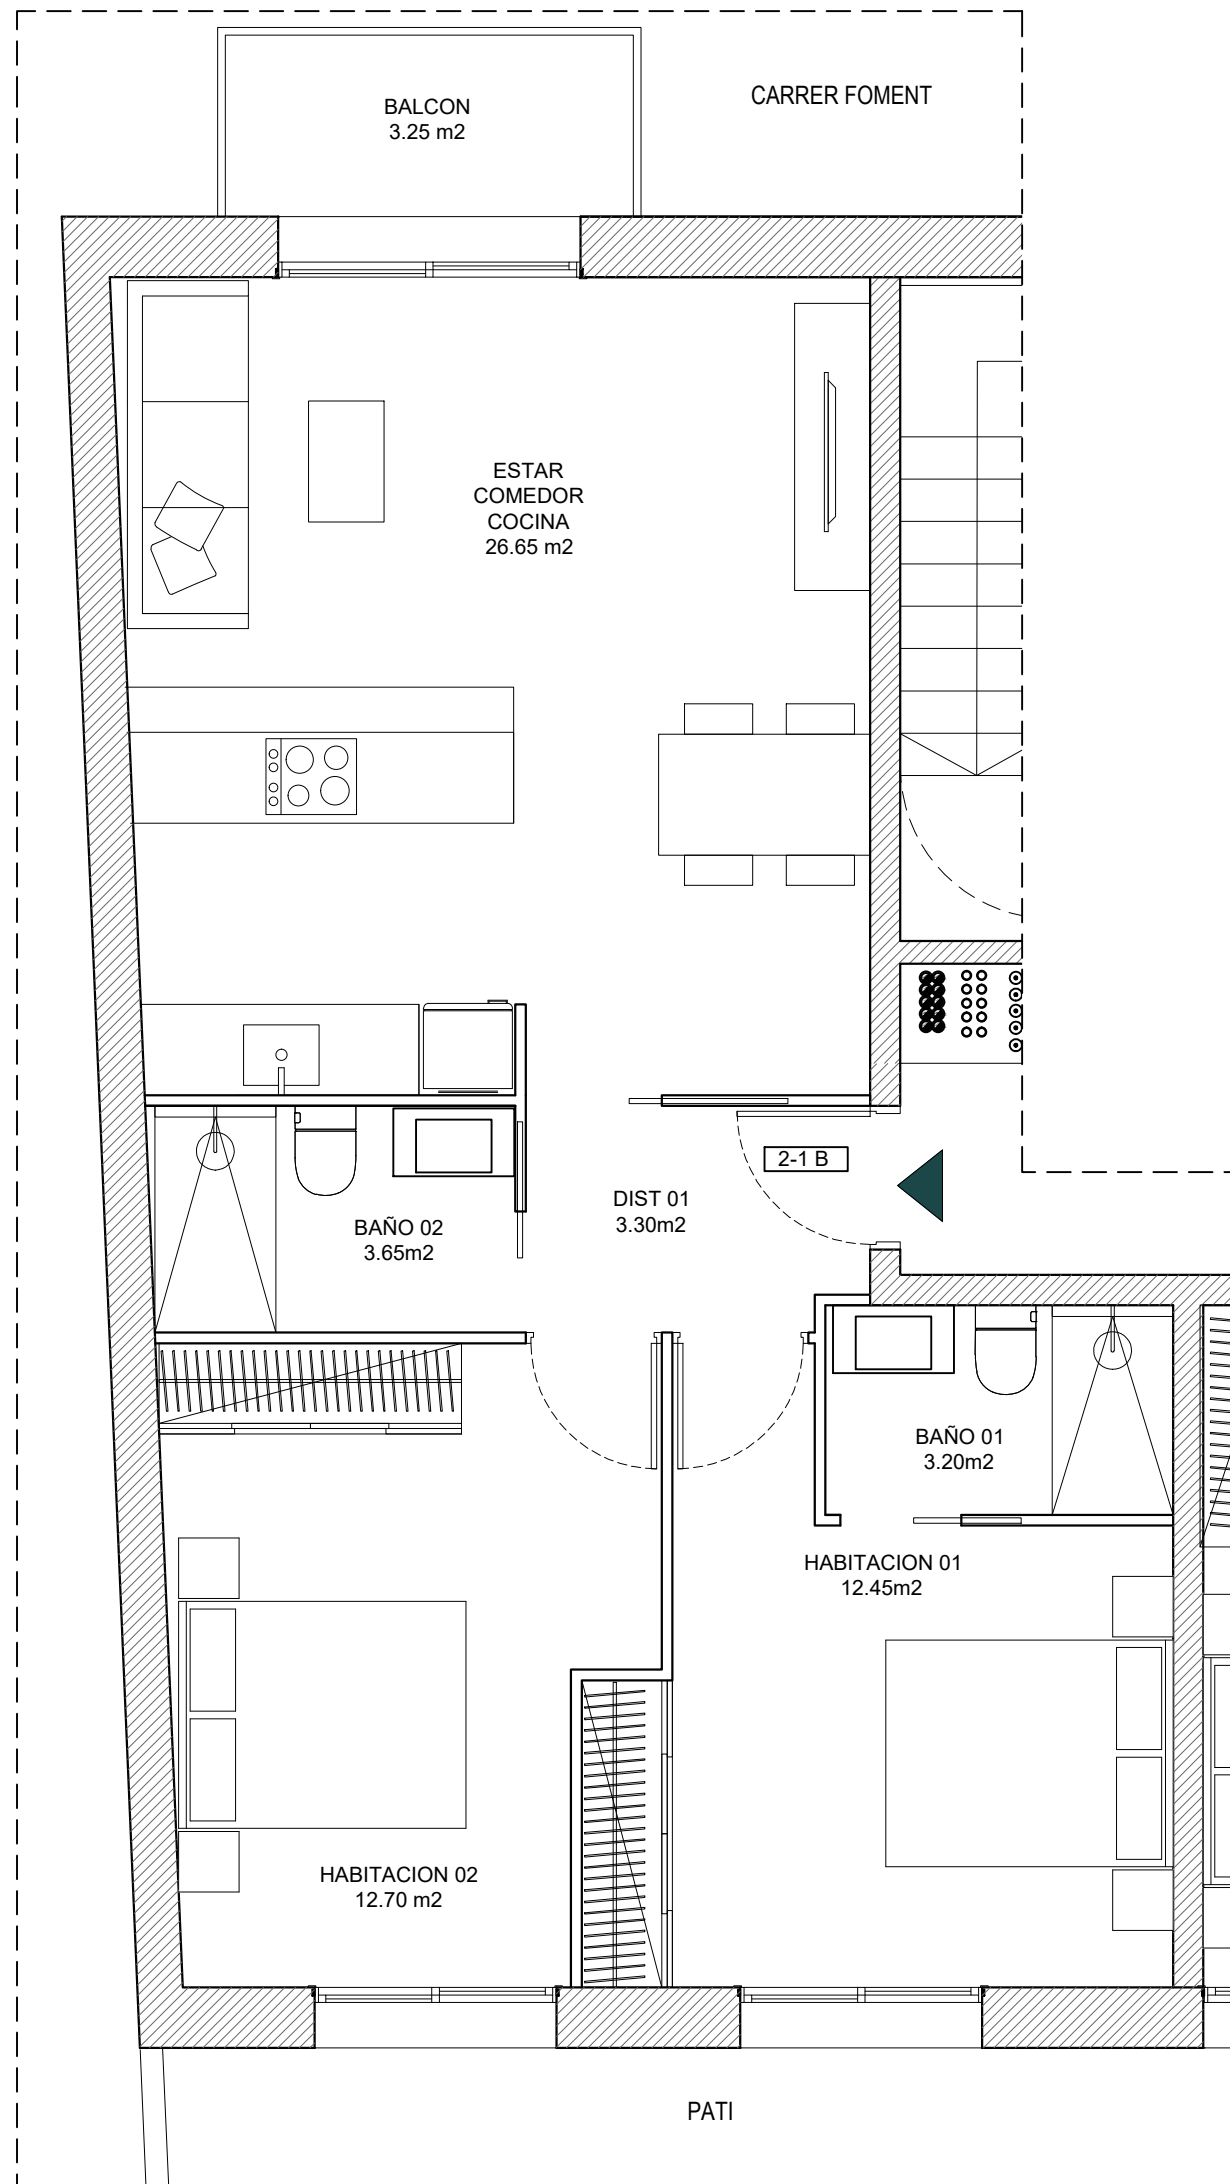 CARRER FOMENT
BALCON
3.25 m2
ESTAR
COMEDOR
COCINA
26.65 m2
2-1 B
DIST 01
3.30m2
BAÑO 02
3.65m2
BAÑO 01
3.20m2
HABITACION 01
12.45m2
HABITACION 02
12.70 m2
PATI